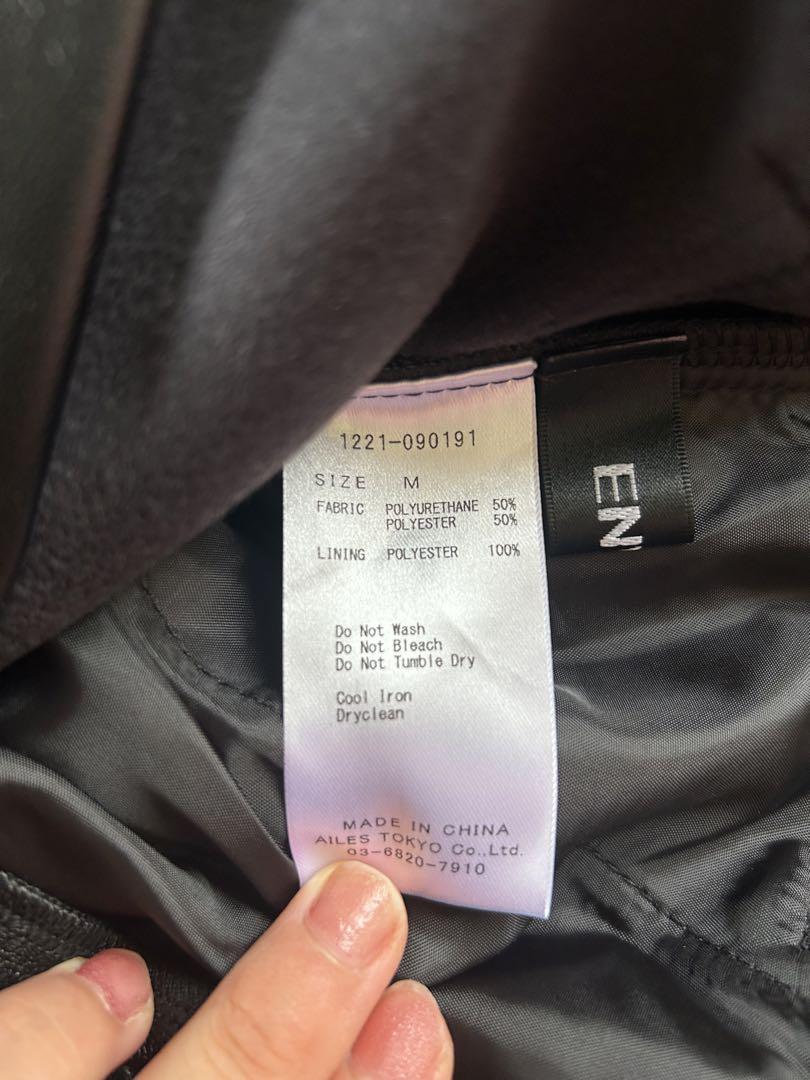 1221-090191
SIZE M
FABRIC POLYURETHANE 50%
POLYESTER 50%
LINING POLYESTER 100%
Do Not Wash
Do Not Bleach
Do Not Tumble Dry
Cool Iron
Dryclean
MADE IN CHINA
AILES TOKYO Co.,Ltd.
03-6820-7910
EN